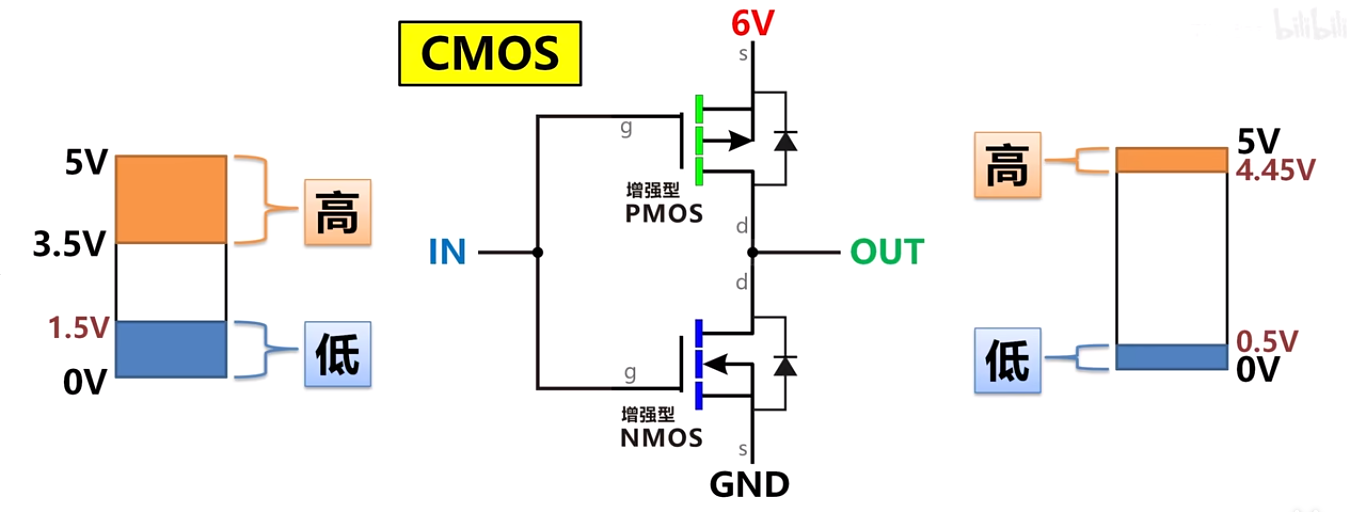 CMOS
6V
bilibili
s
g
增强型
PMOS
d
IN
OUT
d
g
增强型
NMOS
s
GND
5V
高
3.5V
1.5V
低
0V
高
5V
4.45V
低
0.5V
0V